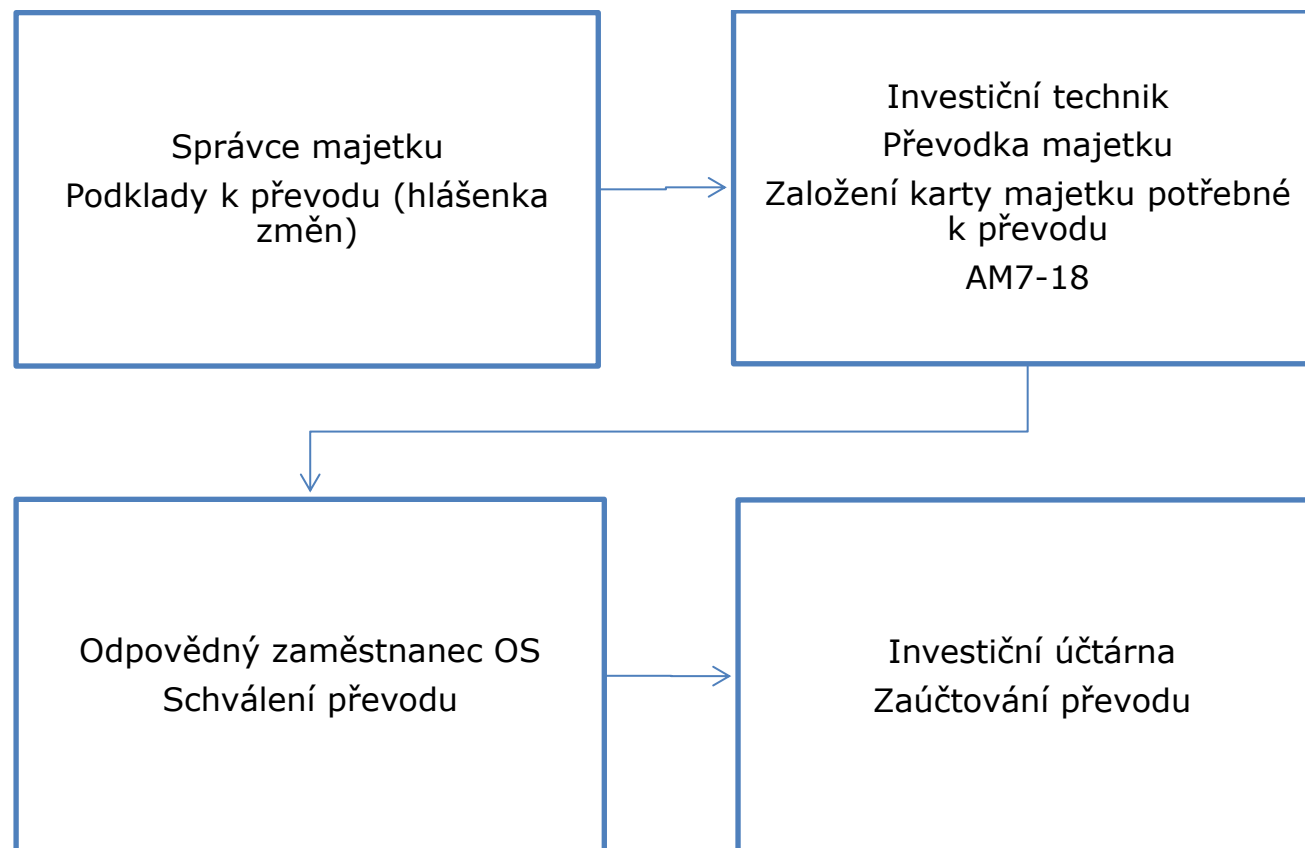 Správce majetku
Podklady k převodu (hlášenka
změn)
Investiční technik
Převodka majetku
Založení karty majetku potřebné
k převodu
AM7-18
Odpovědný zaměstnanec OS
Schválení převodu
Investiční účtárna
Zaúčtování převodu